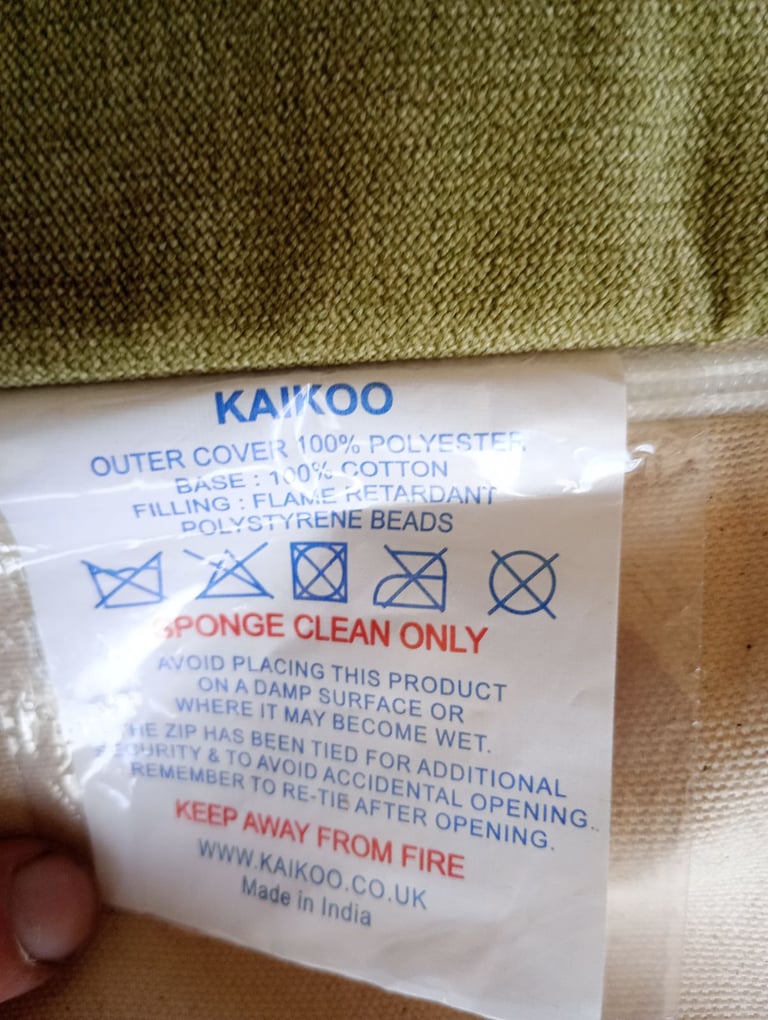 KAIKOO
OUTER COVER 100% POLYESTER
BASE : 100% COTTON
FILLING : FLAME RETARDANT
POLYSTYRENE BEADS
SPONGE CLEAN ONLY
AVOID PLACING THIS PRODUCT
ON A DAMP SURFACE OR
WHERE IT MAY BECOME WET.
THE ZIP HAS BEEN TIED FOR ADDITIONAL
SECURITY & TO AVOID ACCIDENTAL OPENING.
REMEMBER TO RE-TIE AFTER OPENING.
KEEP AWAY FROM FIRE
WWW.KAIKOO.CO.UK
Made in India